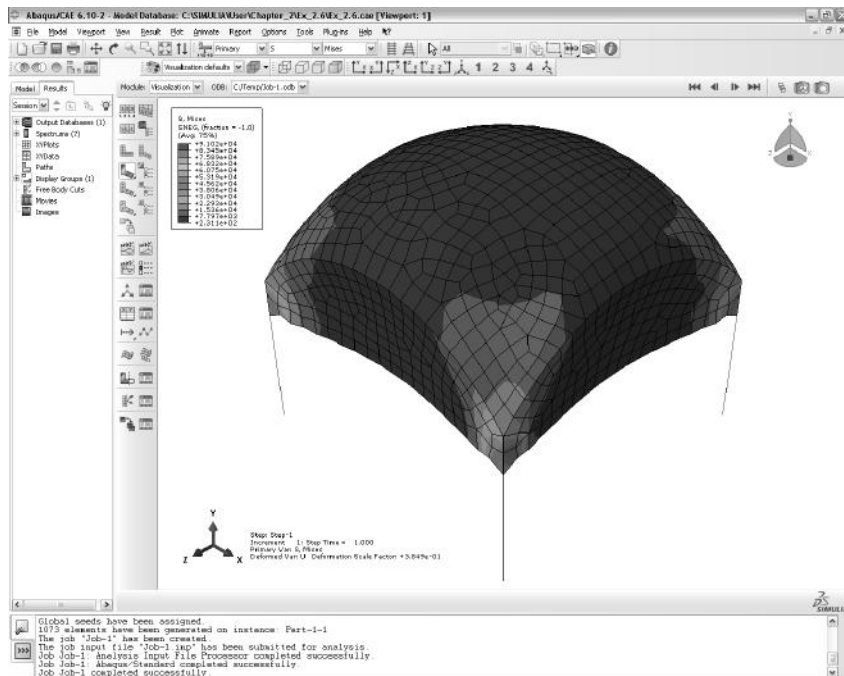 Abaqus/CAE 6.10-2 - Model Database: C:\SIMULIA\User\Chapter_2\Ex_2.6\Ex_2.6.cae [Viewport: 1]
File Model Viewport View Result Plot Animate Report Options Tools Plug-ins Help
Primary S Mises All
Visualization defaults 1 2 3 4
Model Results Module: Visualization ODB: C:/Temp/Job-1.odb
Session
Output Databases (1)
Spectrums (7)
XYPlots
XYData
Paths
Display Groups (1)
Free Body Cuts
Movies
Images
S, Mises
SNEG, (fraction = -1.0)
(Avg: 75%)
+9.102e+04
+8.345e+04
+7.589e+04
+6.832e+04
+6.075e+04
+5.319e+04
+4.562e+04
+3.806e+04
+3.049e+04
+2.293e+04
+1.536e+04
+7.797e+03
+2.311e+02
Y
Z X
Step: Step-1
Increment 1: Step Time = 1.000
Primary Var: S, Mises
Deformed Var: U Deformation Scale Factor: +3.849e-01
SIMULIA
Global seeds have been assigned.
1073 elements have been generated on instance: Part-1-1
The job "Job-1" has been created.
The job input file "Job-1.inp" has been submitted for analysis.
Job Job-1: Analysis Input File Processor completed successfully.
Job Job-1: Abaqus/Standard completed successfully.
Job Job-1 completed successfully.